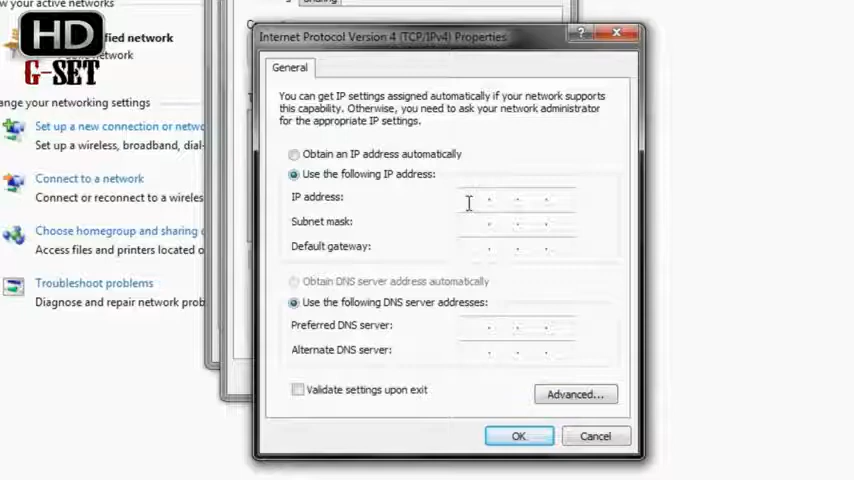 Sharing
HD
G-SET
ow your active networks
fied network
network
ange your networking settings
Set up a new connection or netwo
Set up a wireless, broadband, dial-
Connect to a network
Connect or reconnect to a wireles
Choose homegroup and sharing
Access files and printers located o
Troubleshoot problems
Diagnose and repair network prob
Internet Protocol Version 4 (TCP/IPv4) Properties
?
General
You can get IP settings assigned automatically if your network supports
this capability. Otherwise, you need to ask your network administrator
for the appropriate IP settings.
Obtain an IP address automatically
Use the following IP address:
IP address:
. . .
Subnet mask:
. . .
Default gateway:
. . .
Obtain DNS server address automatically
Use the following DNS server addresses:
Preferred DNS server:
. . .
Alternate DNS server:
. . .
Validate settings upon exit
Advanced...
OK
Cancel